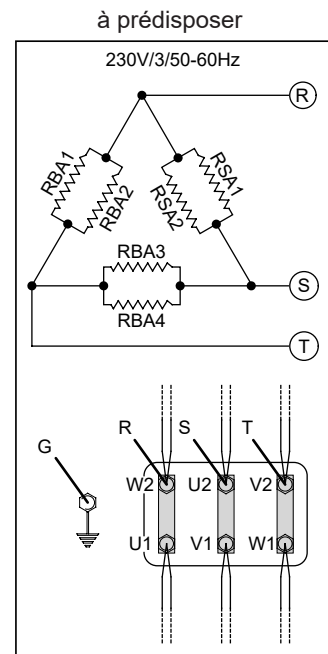 à prédisposer
230V/3/50-60Hz
R
RBA1
RBA2
RSA1
RSA2
RBA3
RBA4
S
T
G
R S T
W2 U2 V2
U1 V1 W1